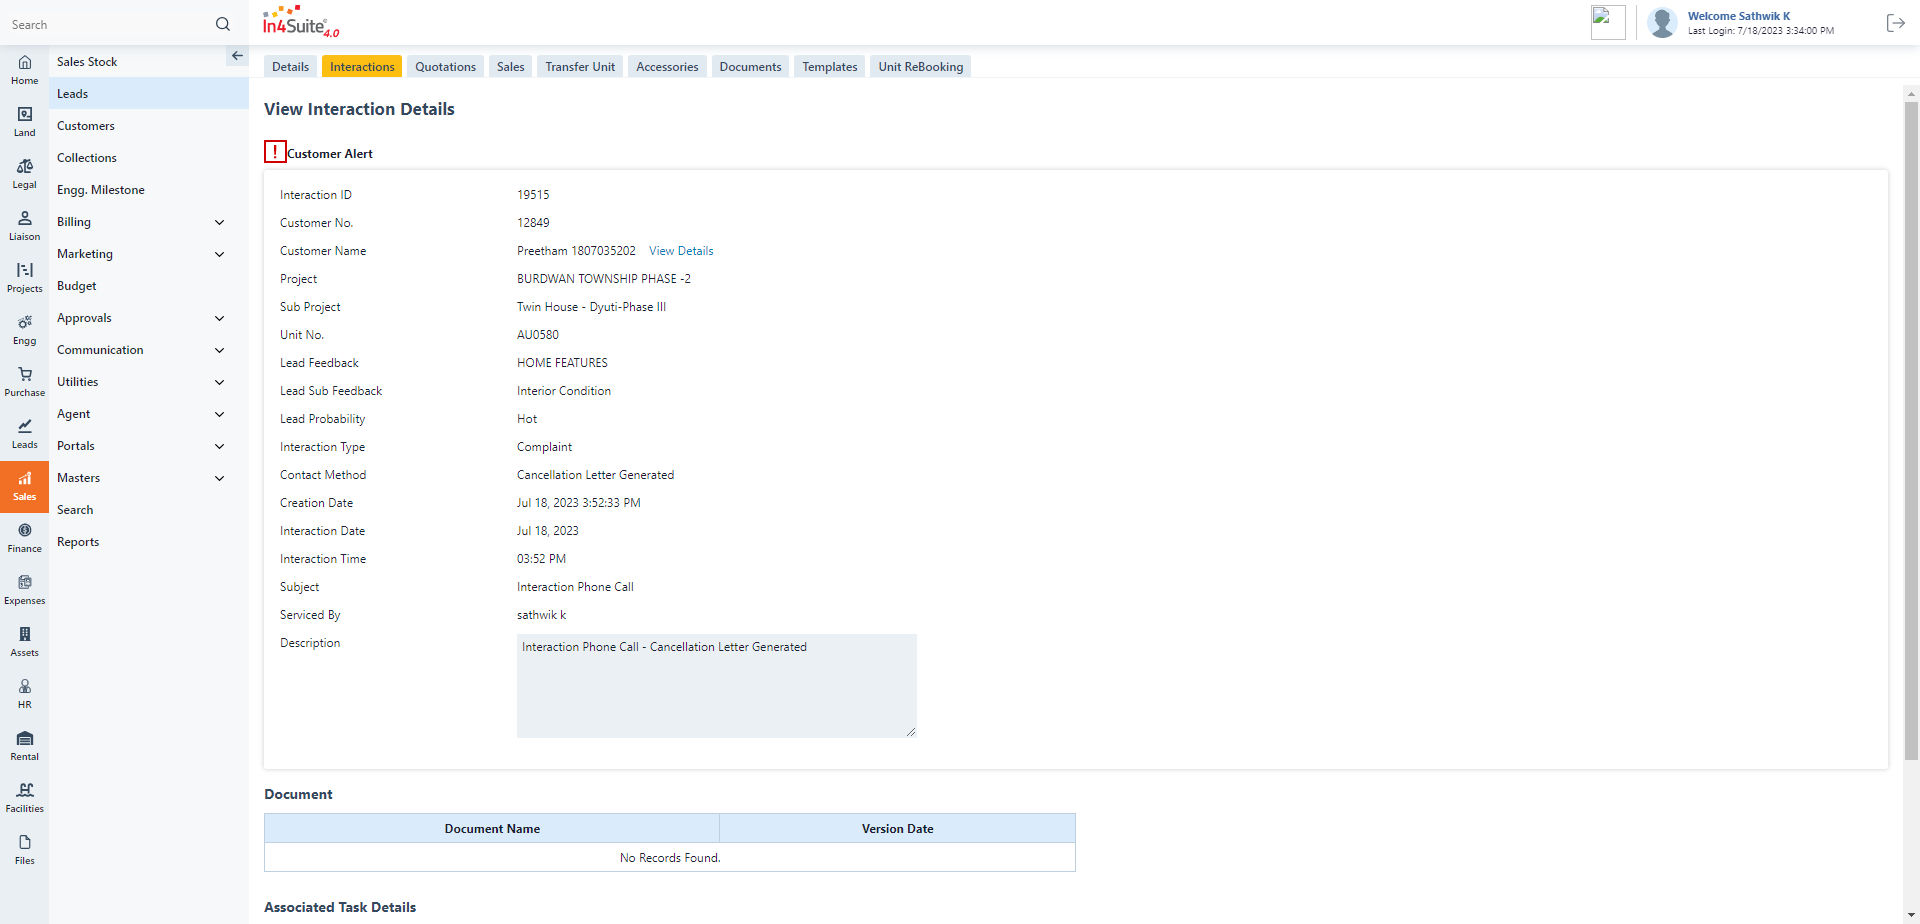 Search
In4Suite® 4.0
Welcome Sathwik K
Last Login: 7/18/2023 3:34:00 PM
Home
Land
Legal
Liaison
Projects
Engg
Purchase
Leads
Sales
Finance
Expenses
Assets
HR
Rental
Facilities
Files
Sales Stock
Leads
Customers
Collections
Engg. Milestone
Billing
Marketing
Budget
Approvals
Communication
Utilities
Agent
Portals
Masters
Search
Reports
Details Interactions Quotations Sales Transfer Unit Accessories Documents Templates Unit ReBooking
View Interaction Details
! Customer Alert
Interaction ID 19515
Customer No. 12849
Customer Name Preetham 1807035202 View Details
Project BURDWAN TOWNSHIP PHASE -2
Sub Project Twin House - Dyuti-Phase III
Unit No. AU0580
Lead Feedback HOME FEATURES
Lead Sub Feedback Interior Condition
Lead Probability Hot
Interaction Type Complaint
Contact Method Cancellation Letter Generated
Creation Date Jul 18, 2023 3:52:33 PM
Interaction Date Jul 18, 2023
Interaction Time 03:52 PM
Subject Interaction Phone Call
Serviced By sathwik k
Description Interaction Phone Call - Cancellation Letter Generated
Document
Document Name Version Date
No Records Found.
Associated Task Details